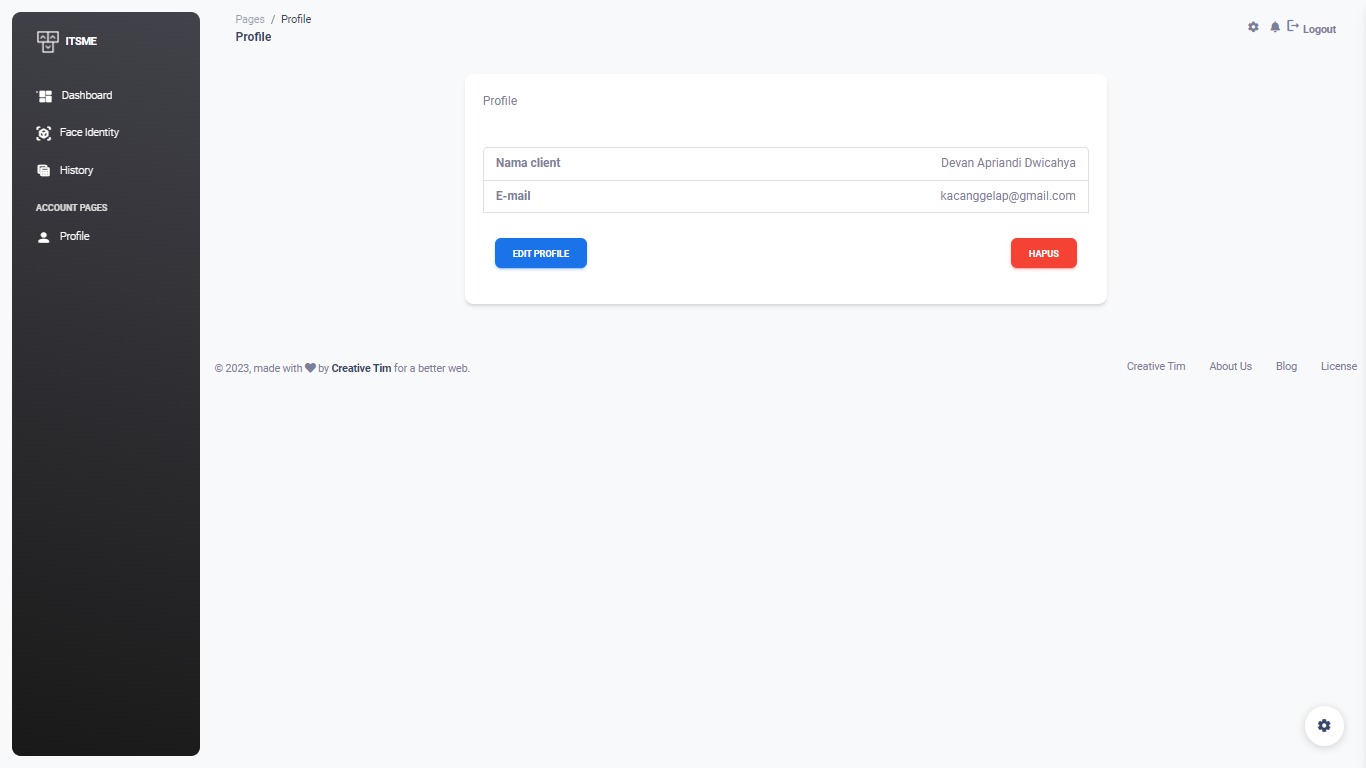 ITSME
Dashboard
Face Identity
History
ACCOUNT PAGES
Profile
Pages / Profile
Profile
Logout
Profile
Nama client Devan Apriandi Dwicahya
E-mail kacanggelap@gmail.com
EDIT PROFILE HAPUS
© 2023, made with by Creative Tim for a better web.
Creative Tim About Us Blog License